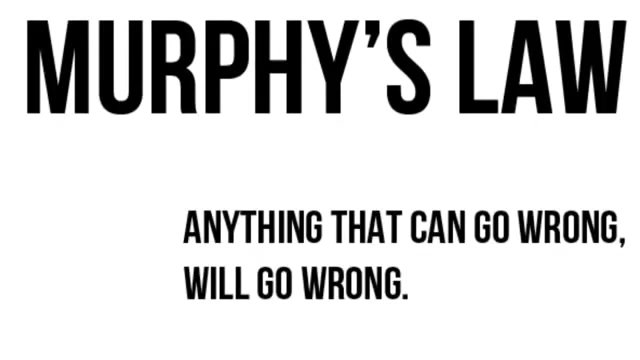 MURPHY’S LAW
ANYTHING THAT CAN GO WRONG,
WILL GO WRONG.